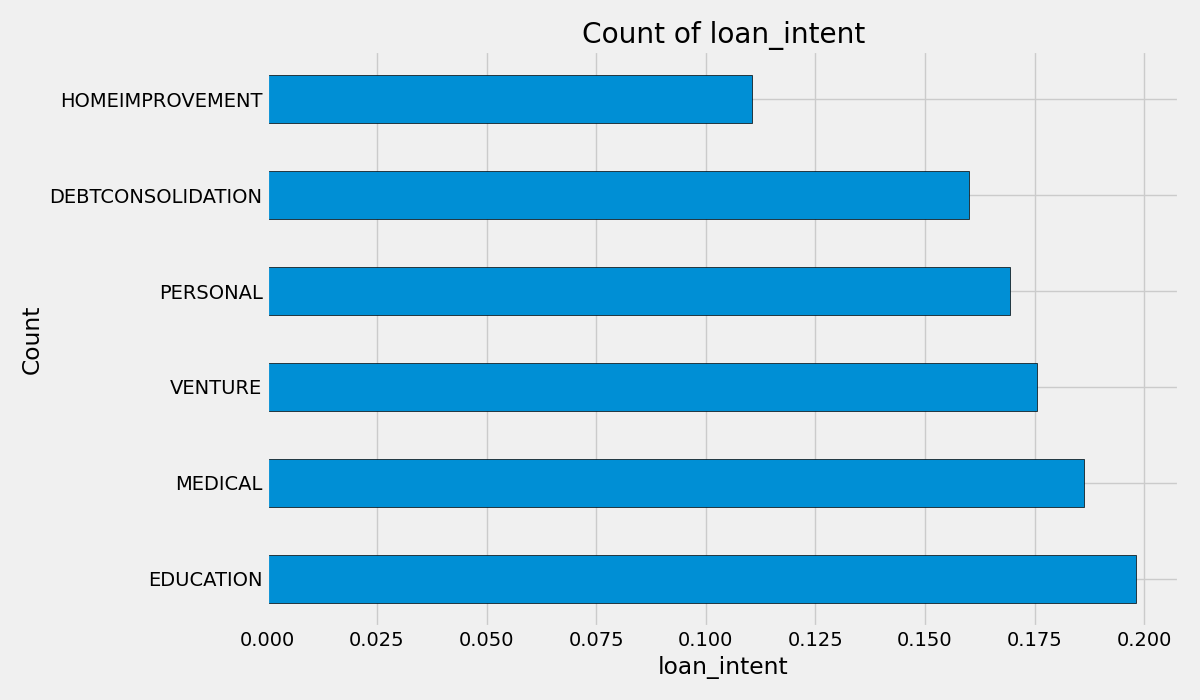 Count of loan_intent
HOMEIMPROVEMENT
DEBTCONSOLIDATION
PERSONAL
VENTURE
MEDICAL
EDUCATION
Count
0.000 0.025 0.050 0.075 0.100 0.125 0.150 0.175 0.200
loan_intent